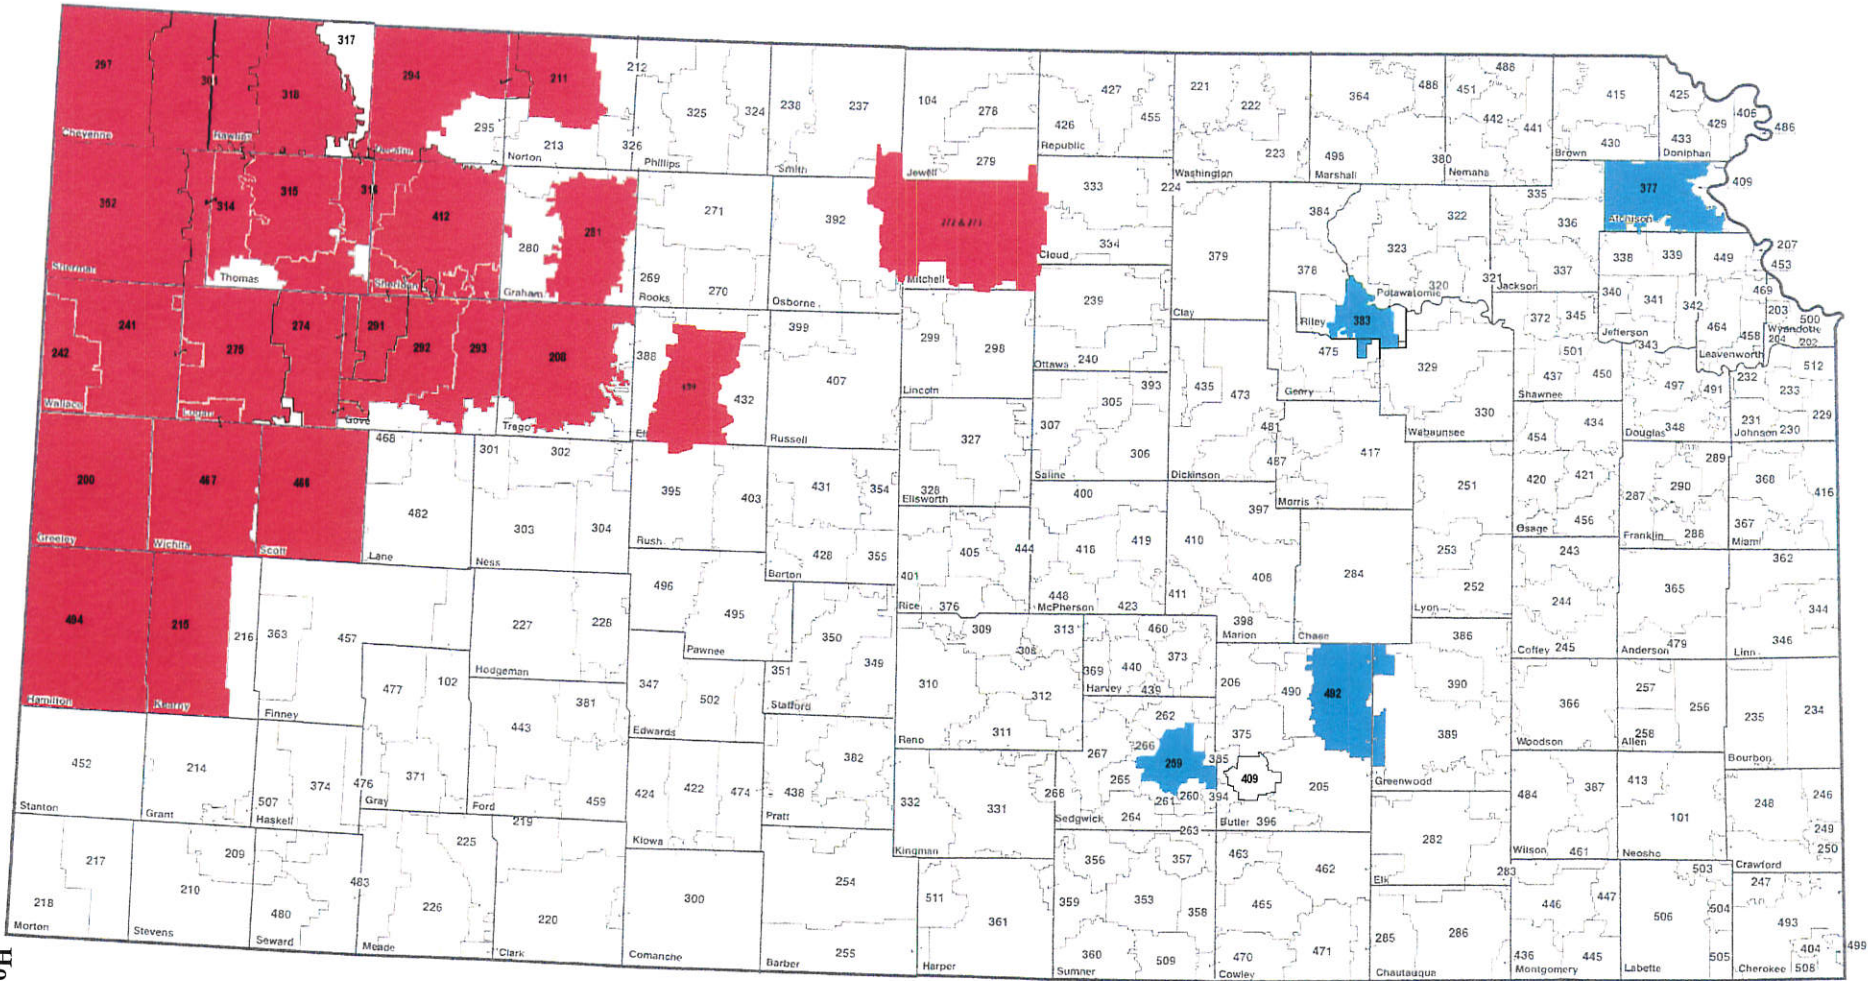 297
301
318
317
294
211
212
325
324
238
237
104
278
427
426
455
221
222
364
488
488
451
442
441
415
425
405
429
486
433
430
Cheyenne
Rawlins
Decatur
295
Norton
213
326
Phillips
Smith
Jewell
279
Republic
223
Washington
495
Marshall
380
Nemaha
Brown
Doniphan
352
314
315
316
412
280
281
271
392
272 & 273
333
224
384
322
335
336
377
409
Atchison
Sherman
Thomas
Sheridan
Graham
269
Rooks
270
Osborne
Mitchell
Cloud
334
379
378
323
320
321
Potawatomie
Jackson
337
338
339
449
207
453
241
242
275
274
291
292
293
208
388
432
399
407
299
298
239
Ottawa
240
Clay
Riley
383
475
Geary
329
330
372
345
340
341
342
469
203
500
Wyandotte
204
202
464
458
Jefferson
343
Leavenworth
501
437
450
Shawnee
497
491
232
512
233
231
229
Douglas
348
Johnson
230
Wallace
Logan
Gove
Trego
Russell
Lincoln
393
305
307
306
Saline
435
473
481
487
Dickinson
Wabaunsee
417
Morris
454
434
200
467
466
468
482
301
302
303
304
395
403
431
354
327
328
Ellsworth
400
397
251
420
421
456
Osage
287
290
289
288
Franklin
368
416
367
Miami
Greeley
Wichita
Scott
Lane
Ness
Rush
428
355
Barton
401
405
444
418
419
410
408
411
284
253
252
Lyon
243
244
365
362
344
346
Rice
376
448
McPherson
423
398
Marion
Chase
Coffey
245
479
Anderson
Linn
494
215
216
363
457
227
228
496
495
Pawnee
350
349
351
309
313
308
460
373
440
369
Harvey
439
386
Hamilton
Kearny
Finney
477
102
Hodgeman
381
443
347
502
Stafford
310
312
311
Reno
206
490
492
390
389
366
257
256
258
Woodson
Allen
235
234
Bourbon
Edwards
452
214
374
476
371
Gray
Ford
459
382
438
262
266
267
259
385
375
409
205
Greenwood
265
268
261
260
394
264
263
Sedgwick
Butler
396
Stanton
Grant
507
Haskell
424
422
474
Pratt
332
331
Kingman
484
387
413
101
248
246
249
250
Wilson
461
Neosho
Crawford
219
225
Kiowa
217
218
209
210
480
483
226
220
300
254
255
511
361
356
357
359
353
358
360
509
463
462
465
470
471
282
Elk
283
285
286
446
447
436
445
506
503
504
505
247
493
404
508
499
Morton
Stevens
Seward
Meade
Clark
Comanche
Barber
Harper
Sumner
Cowley
Chautauqua
Montgomery
Labette
Cherokee